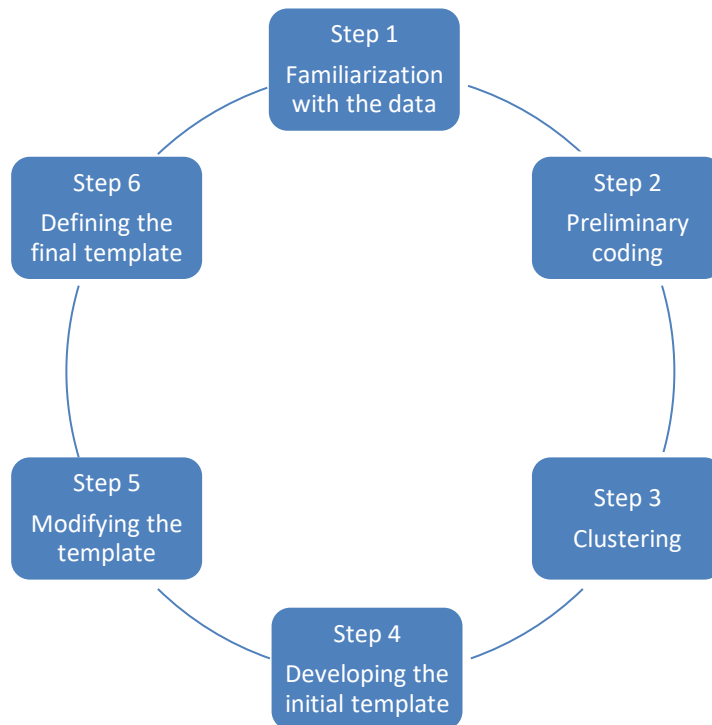 Step 1
Familiarization
with the data
Step 2
Preliminary
coding
Step 3
Clustering
Step 4
Developing the
initial template
Step 5
Modifying the
template
Step 6
Defining the
final template